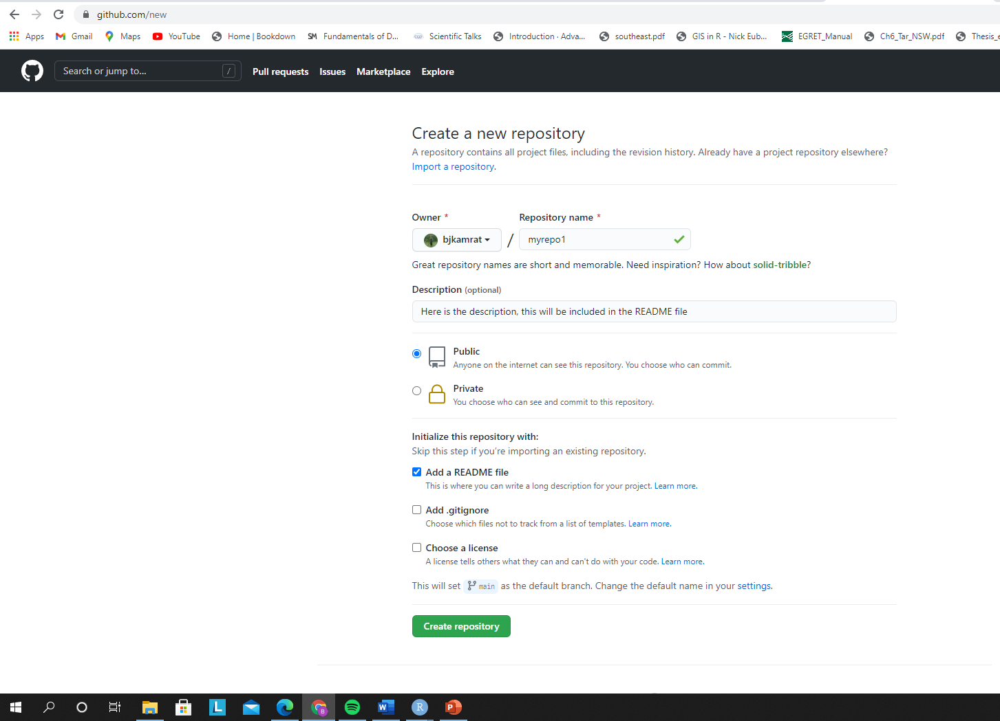 github.com/new
Apps Gmail Maps YouTube Home | Bookdown SM Fundamentals of D... Scientific Talks Introduction · Adva... southeast.pdf GIS in R - Nick Eub... EGRET_Manual Ch6_Tar_NSW.pdf Thesis_e
Search or jump to... / Pull requests Issues Marketplace Explore
Create a new repository
A repository contains all project files, including the revision history. Already have a project repository elsewhere?
Import a repository.
Owner * Repository name *
bjkamrat / myrepo1
Great repository names are short and memorable. Need inspiration? How about solid-tribble?
Description (optional)
Here is the description, this will be included in the README file
Public
Anyone on the internet can see this repository. You choose who can commit.
Private
You choose who can see and commit to this repository.
Initialize this repository with:
Skip this step if you're importing an existing repository.
Add a README file
This is where you can write a long description for your project. Learn more.
Add .gitignore
Choose which files not to track from a list of templates. Learn more.
Choose a license
A license tells others what they can and can't do with your code. Learn more.
This will set main as the default branch. Change the default name in your settings.
Create repository
L B W R P